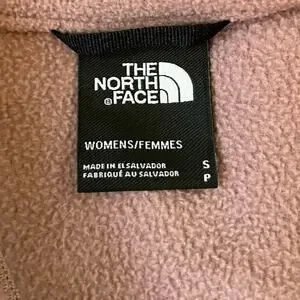 THE
NORTH
FACE
WOMENS/FEMMES
MADE IN EL SALVADOR
FABRIQUÉ AU SALVADOR
S
P